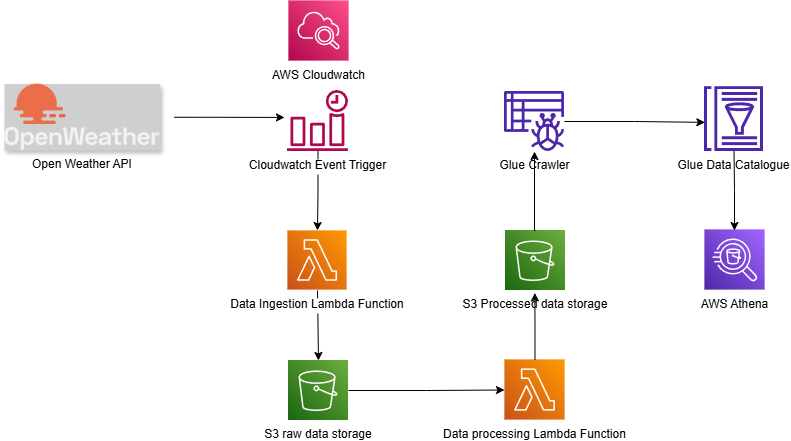 AWS Cloudwatch
OpenWeather
Open Weather API
Cloudwatch Event Trigger
Glue Crawler
Glue Data Catalogue
Data Ingestion Lambda Function
S3 Processed data storage
AWS Athena
S3 raw data storage
Data processing Lambda Function